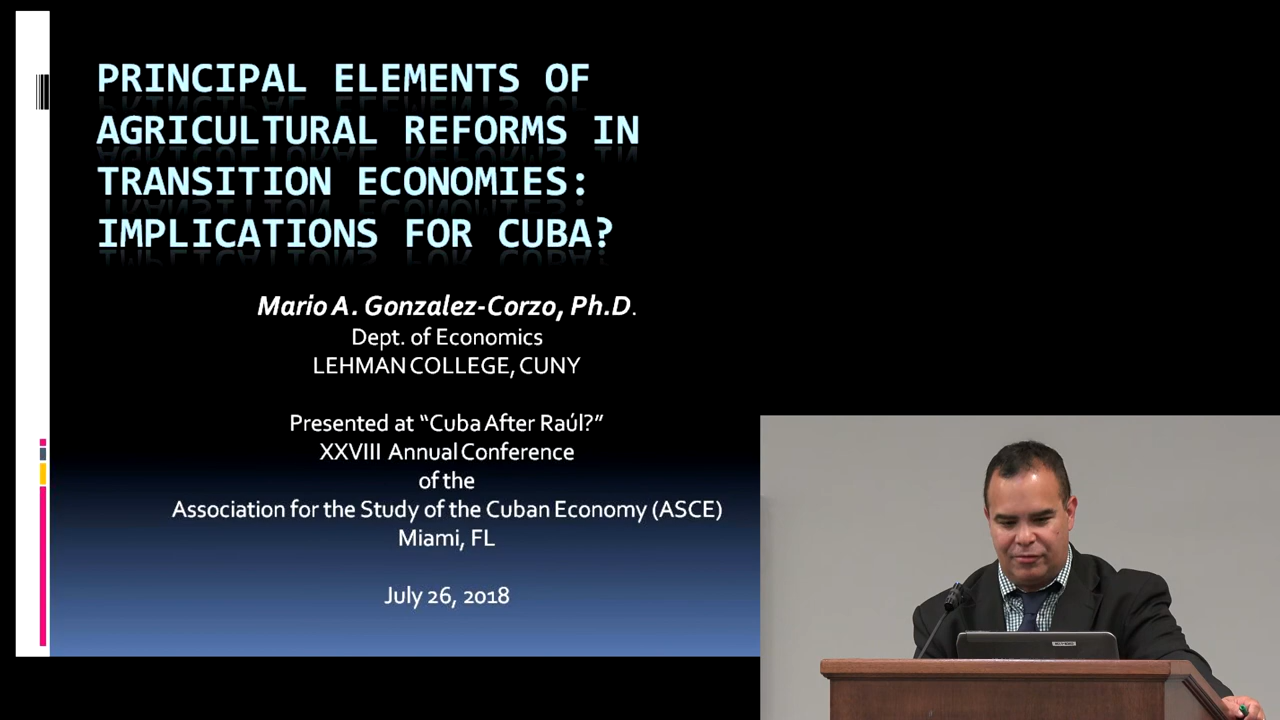 PRINCIPAL ELEMENTS OF
AGRICULTURAL REFORMS IN
TRANSITION ECONOMIES:
IMPLICATIONS FOR CUBA?
Mario A. Gonzalez-Corzo, Ph.D.
Dept. of Economics
LEHMAN COLLEGE, CUNY
Presented at “Cuba After Raúl?”
XXVIII Annual Conference
of the
Association for the Study of the Cuban Economy (ASCE)
Miami, FL
July 26, 2018